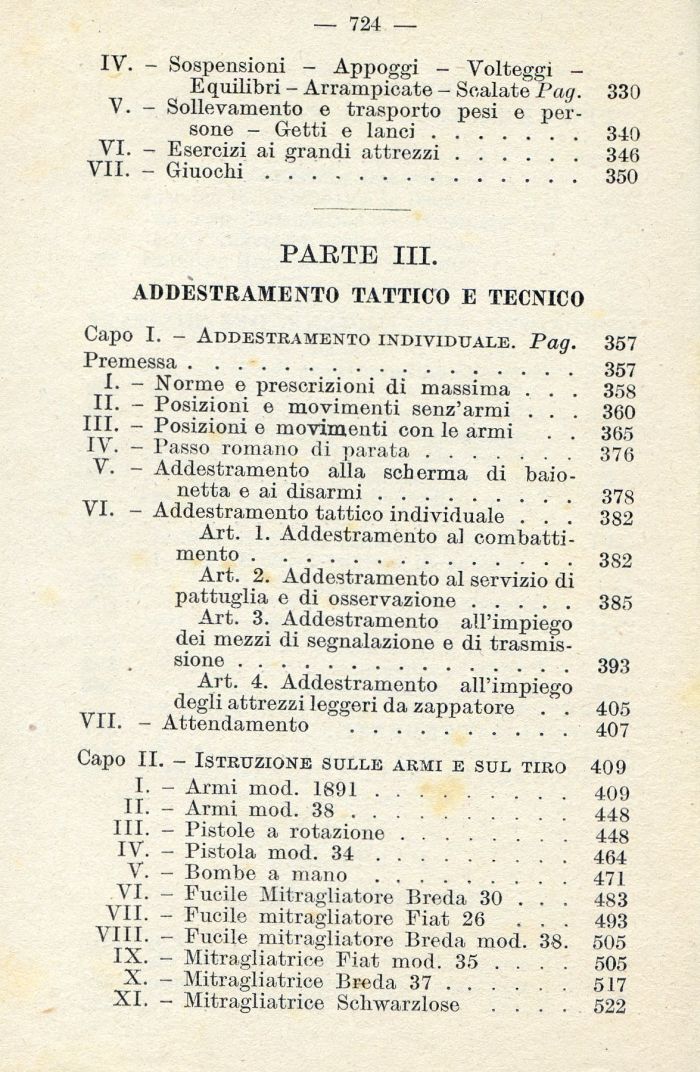 — 724 —
IV. – Sospensioni – Appoggi – Volteggi –
Equilibri – Arrampicate – Scalate Pag. 330
V. – Sollevamento e trasporto pesi e per-
sone – Getti e lanci . . . . . . . 340
VI. – Esercizi ai grandi attrezzi . . . . . . 346
VII. – Giuochi . . . . . . . . . . . . . . 350
PARTE III.
ADDESTRAMENTO TATTICO E TECNICO
Capo I. – ADDESTRAMENTO INDIVIDUALE. Pag. 357
Premessa . . . . . . . . . . . . . . . . . 357
I. – Norme e prescrizioni di massima . . . 358
II. – Posizioni e movimenti senz'armi . . . 360
III. – Posizioni e movimenti con le armi . . 365
IV. – Passo romano di parata . . . . . . . 376
V. – Addestramento alla scherma di baio-
netta e ai disarmi . . . . . . . . . 378
VI. – Addestramento tattico individuale . . . 382
Art. 1. Addestramento al combatti-
mento . . . . . . . . . . . . . . 382
Art. 2. Addestramento al servizio di
pattuglia e di osservazione . . . . . 385
Art. 3. Addestramento all'impiego
dei mezzi di segnalazione e di trasmis-
sione . . . . . . . . . . . . . . . 393
Art. 4. Addestramento all'impiego
degli attrezzi leggeri da zappatore . . 405
VII. – Attendamento . . . . . . . . . . 407
Capo II. – ISTRUZIONE SULLE ARMI E SUL TIRO 409
I. – Armi mod. 1891 . . . . . . . . . 409
II. – Armi mod. 38 . . . . . . . . . . 448
III. – Pistole a rotazione . . . . . . . . 448
IV. – Pistola mod. 34 . . . . . . . . . 464
V. – Bombe a mano . . . . . . . . . 471
VI. – Fucile Mitragliatore Breda 30 . . . 483
VII. – Fucile mitragliatore Fiat 26 . . . 493
VIII. – Fucile mitragliatore Breda mod. 38. 505
IX. – Mitragliatrice Fiat mod. 35 . . . . 505
X. – Mitragliatrice Breda 37 . . . . . . 517
XI. – Mitragliatrice Schwarzlose . . . . 522